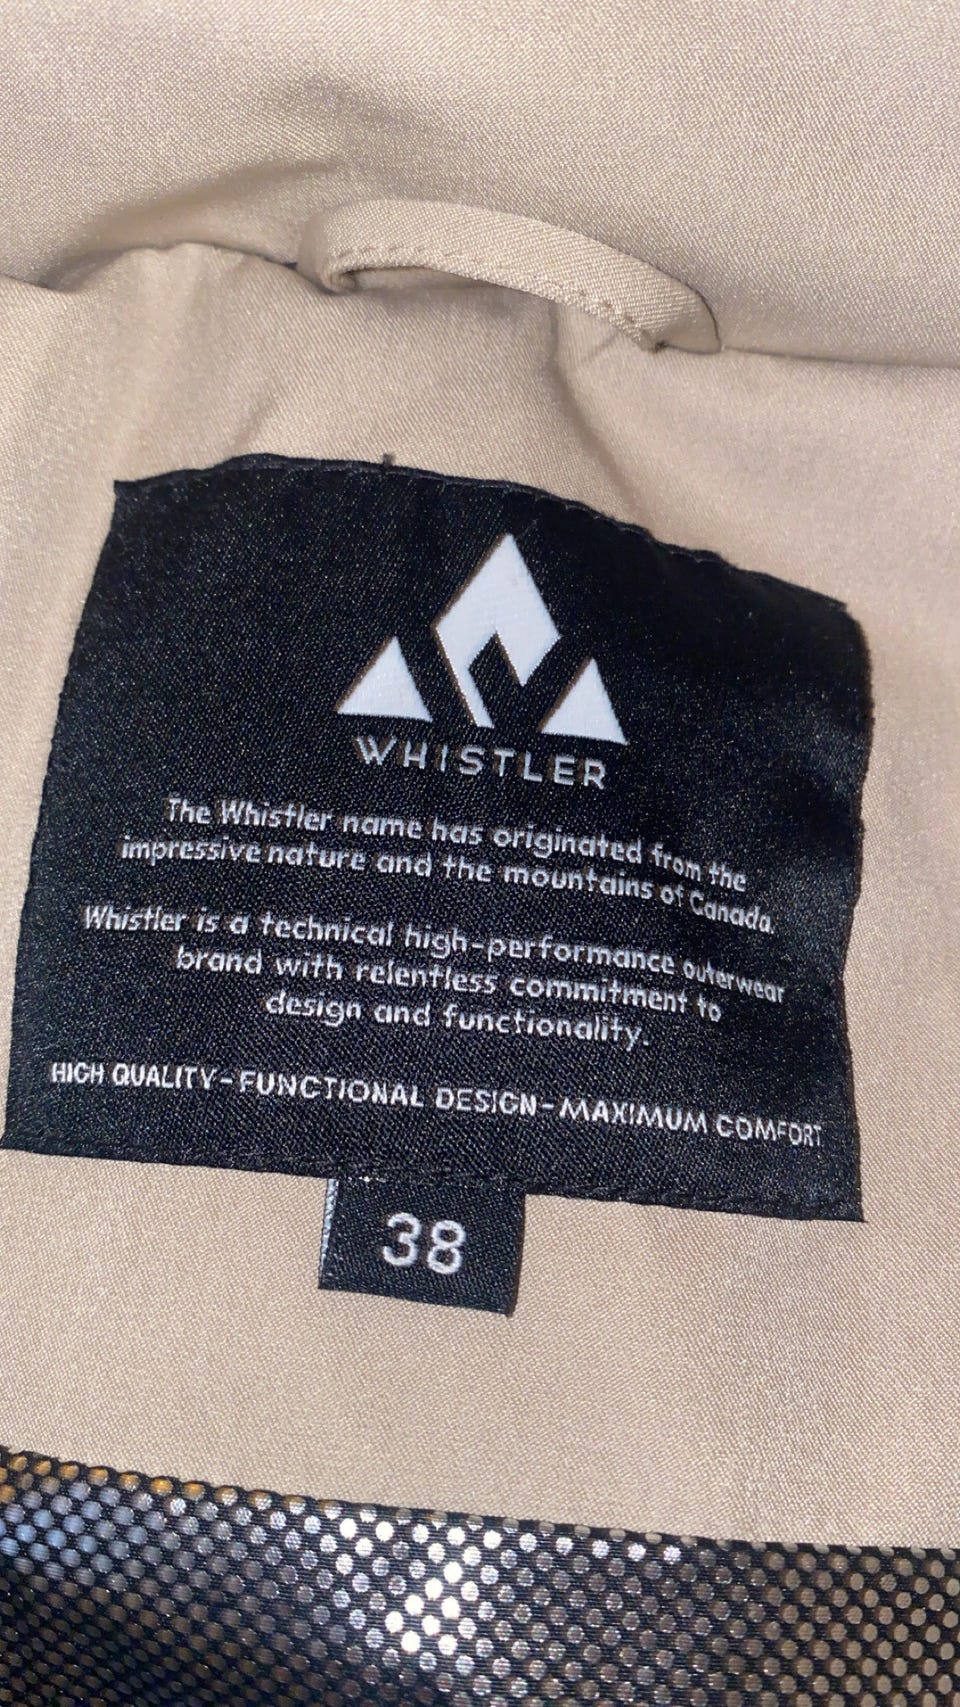 WHISTLER
The Whistler name has originated from the
impressive nature and the mountains of Canada.
Whistler is a technical high-performance outerwear
brand with relentless commitment to
design and functionality.
HIGH QUALITY-FUNCTIONAL DESIGN-MAXIMUM COMFORT
38